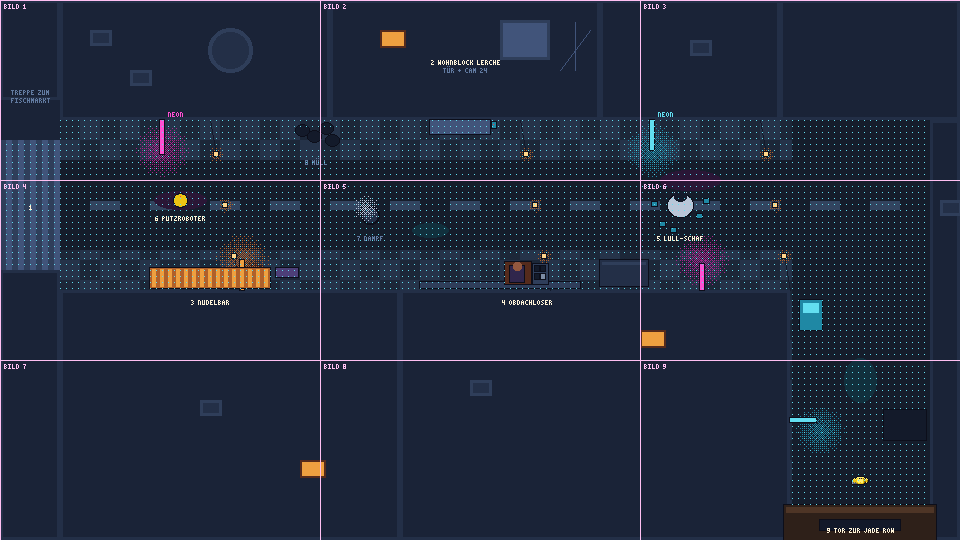 BILD 1
BILD 2
BILD 3
2 WOHNBLOCK LERCHE
TÜR + CAM 24
TREPPE ZUM
FISCHMARKT
NEON
NEON
8 MÜLL
BILD 4
BILD 5
BILD 6
1
6 PUTZROBOTER
7 DAMPF
5 LULL-SCHAF
3 NUDELBAR
4 OBDACHLOSER
BILD 7
BILD 8
BILD 9
9 TOR ZUR JADE ROW